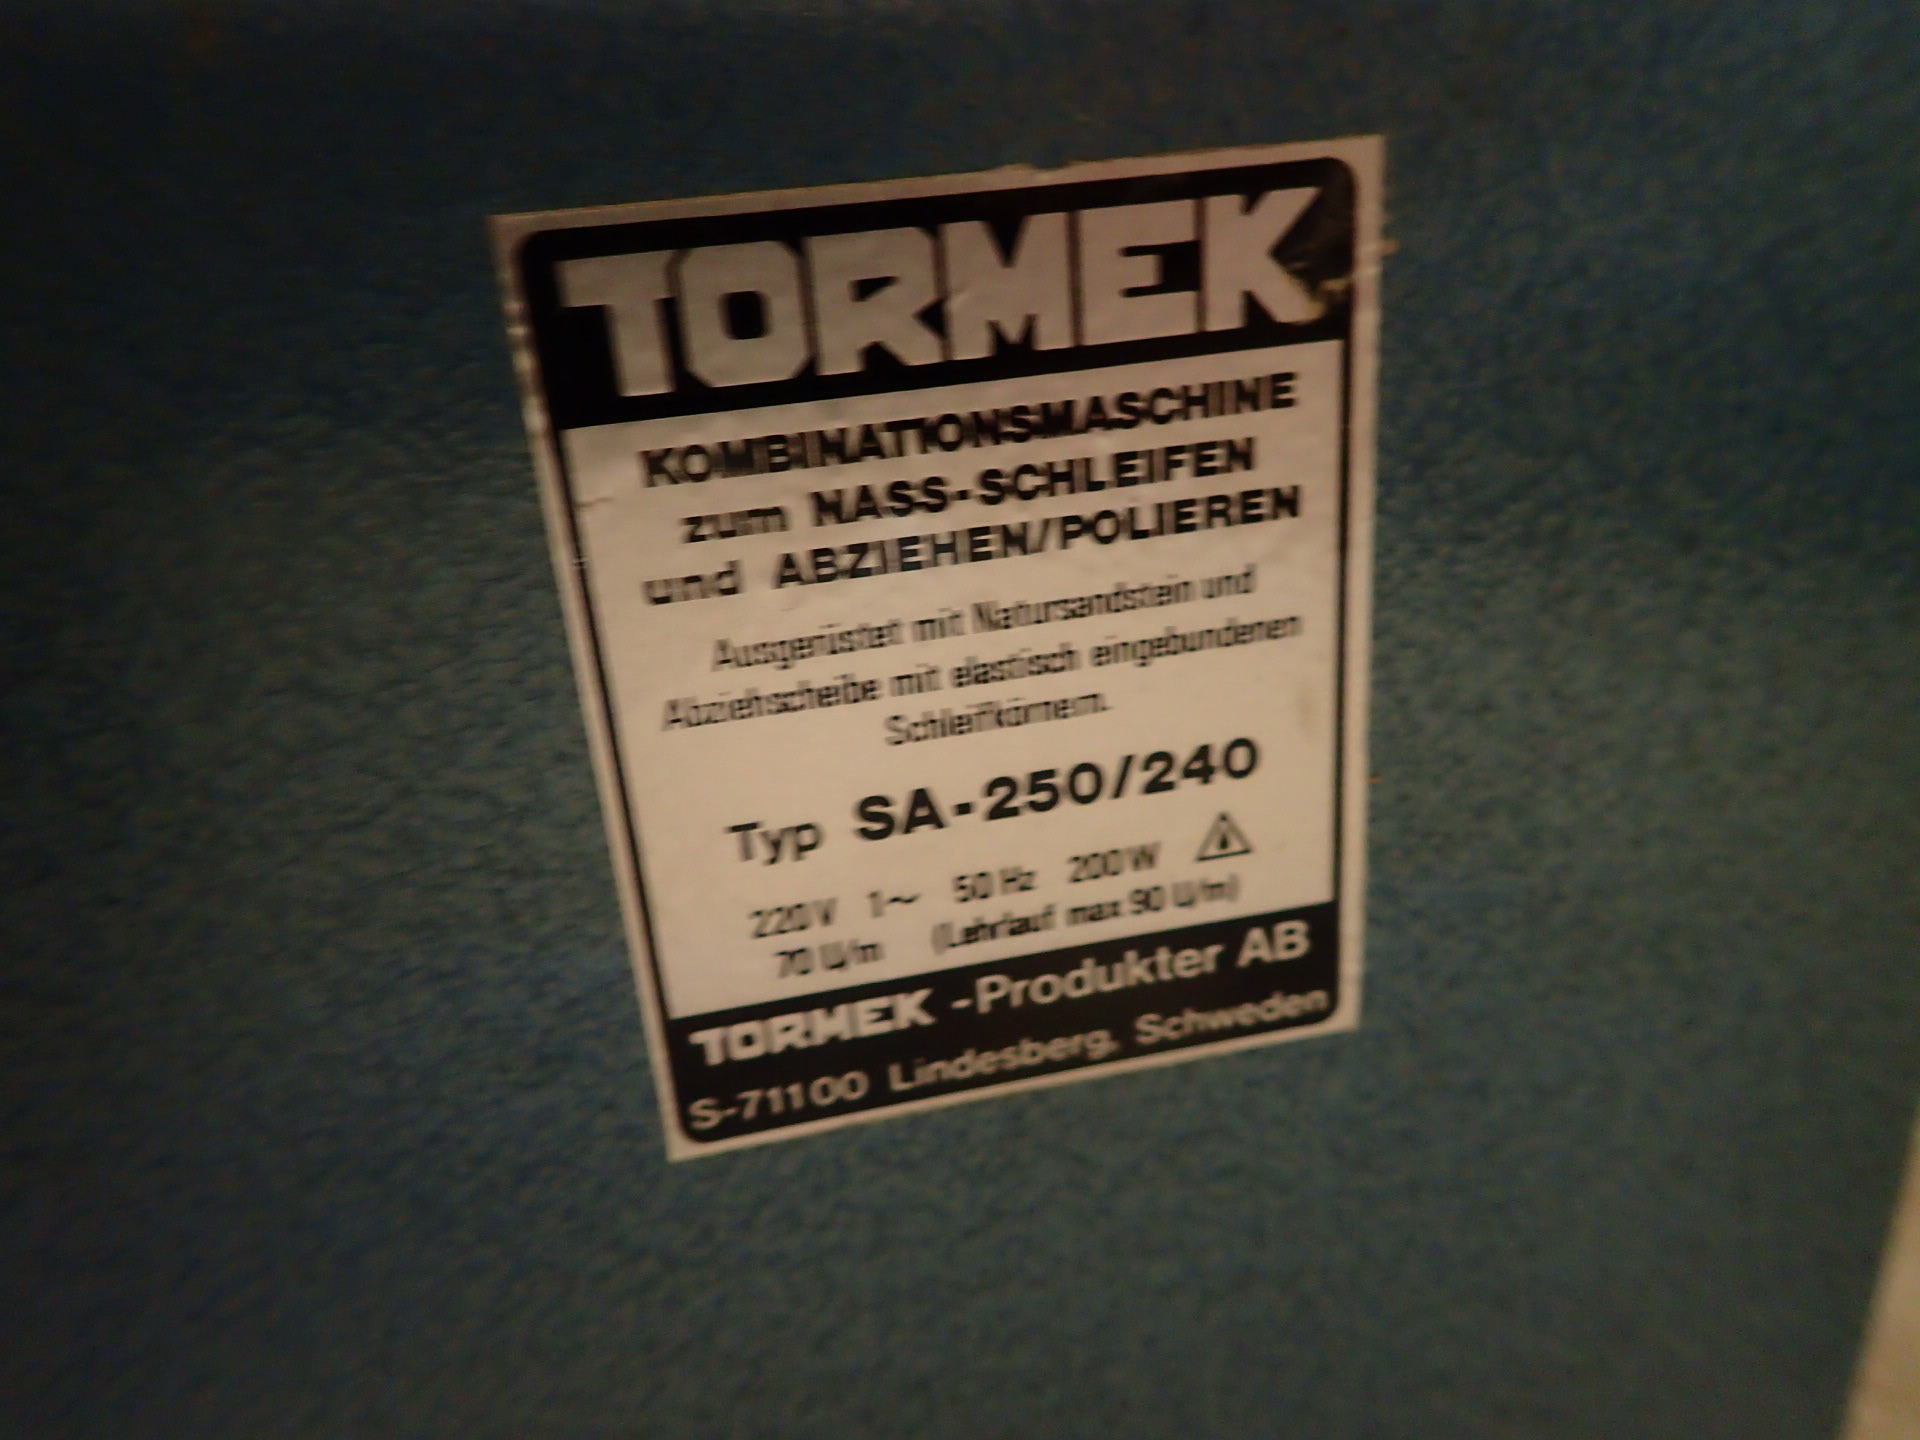 TORMEK
KOMBINATIONSMASCHINE
zum NASS-SCHLEIFEN
und ABZIEHEN/POLIEREN
Ausgerüstet mit Natursandstein und
Abziehscheibe mit elastisch eingebundenen
Schleifkörnern.
Typ SA-250/240
220V 1~ 50 Hz 200W
70 U/m (Lehrlauf max 90 U/m)
TORMEK -Produkter AB
S-71100 Lindesberg, Schweden